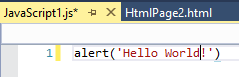 JavaScript1.js* HtmlPage2.html
1 alert('Hello World!')